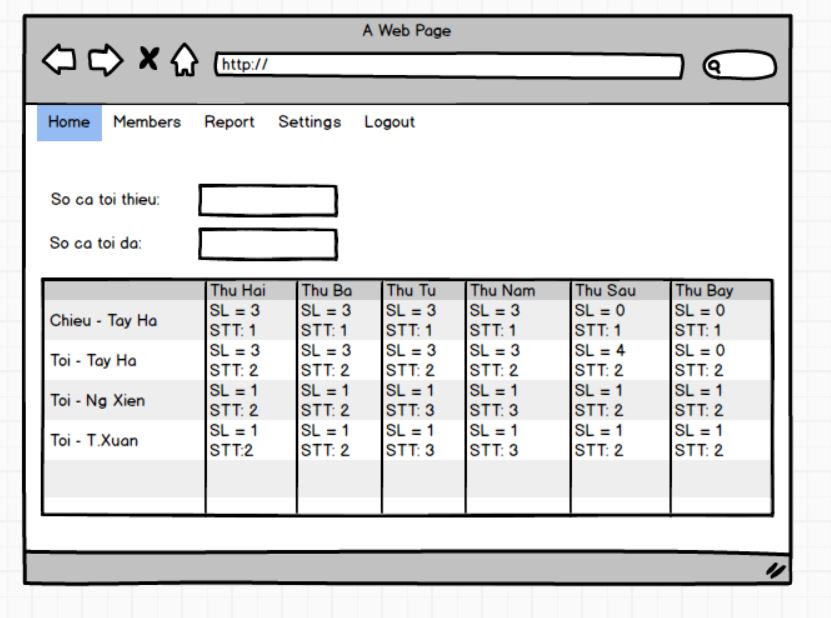 A Web Page
http://
Home Members Report Settings Logout
So ca toi thieu:
So ca toi da:
Thu Hai Thu Ba Thu Tu Thu Nam Thu Sau Thu Bay
Chieu - Tay Ha
SL = 3 SL = 3 SL = 3 SL = 3 SL = 0 SL = 0
STT: 1 STT: 1 STT: 1 STT: 1 STT: 1 STT: 1
Toi - Tay Ha
SL = 3 SL = 3 SL = 3 SL = 3 SL = 4 SL = 0
STT: 2 STT: 2 STT: 2 STT: 2 STT: 2 STT: 2
Toi - Ng Xien
SL = 1 SL = 1 SL = 1 SL = 1 SL = 1 SL = 1
STT: 2 STT: 2 STT: 3 STT: 3 STT: 2 STT: 2
Toi - T.Xuan
SL = 1 SL = 1 SL = 1 SL = 1 SL = 1 SL = 1
STT:2 STT: 2 STT: 3 STT: 3 STT: 2 STT: 2